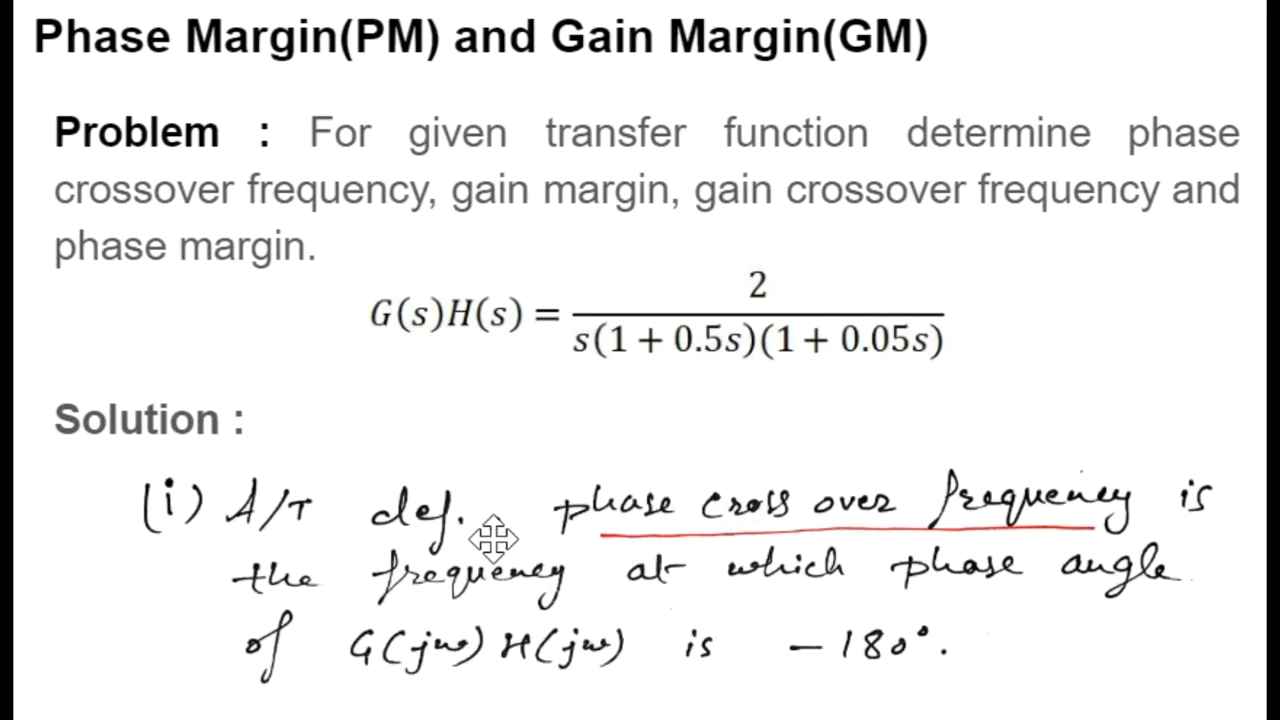 Phase Margin(PM) and Gain Margin(GM)
Problem : For given transfer function determine phase
crossover frequency, gain margin, gain crossover frequency and
phase margin.
G(s)H(s) = 2 / s(1 + 0.5s)(1 + 0.05s)
Solution :
(i) A/T def. phase cross over frequency is
the frequency at which phase angle
of G(jw) H(jw) is - 180°.